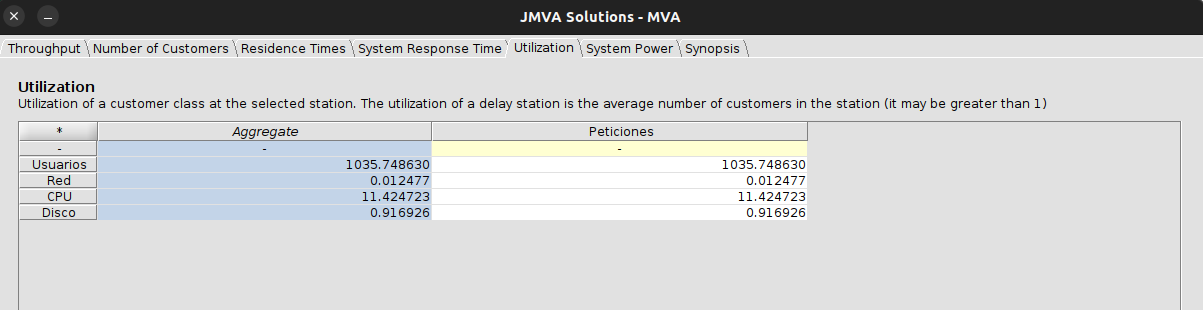 JMVA Solutions - MVA
Throughput Number of Customers Residence Times System Response Time Utilization System Power Synopsis
Utilization
Utilization of a customer class at the selected station. The utilization of a delay station is the average number of customers in the station (it may be greater than 1)
* Aggregate Peticiones
- - -
Usuarios 1035.748630 1035.748630
Red 0.012477 0.012477
CPU 11.424723 11.424723
Disco 0.916926 0.916926